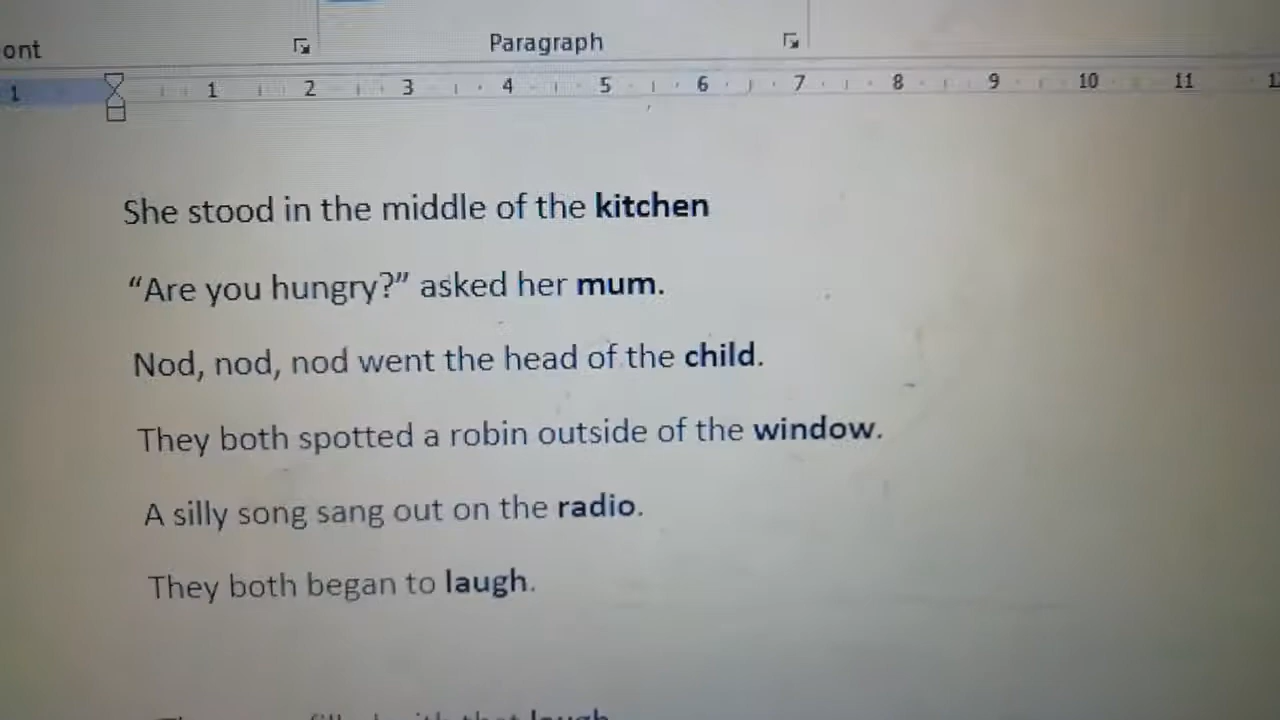 ont
Paragraph
1 1 2 3 4 5 6 7 8 9 10 11
She stood in the middle of the kitchen
“Are you hungry?” asked her mum.
Nod, nod, nod went the head of the child.
They both spotted a robin outside of the window.
A silly song sang out on the radio.
They both began to laugh.
laugh